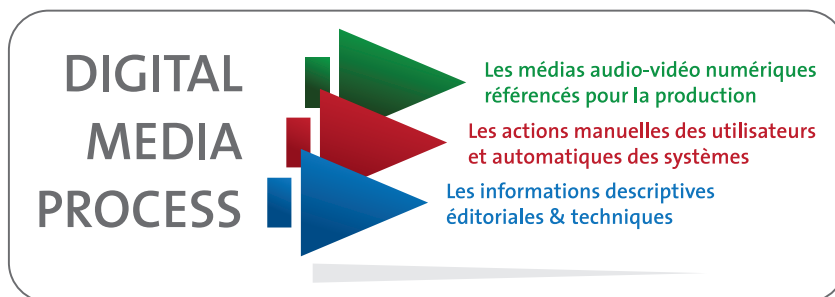 DIGITAL
MEDIA
PROCESS
Les médias audio-vidéo numériques
référencés pour la production
Les actions manuelles des utilisateurs
et automatiques des systèmes
Les informations descriptives
éditoriales & techniques